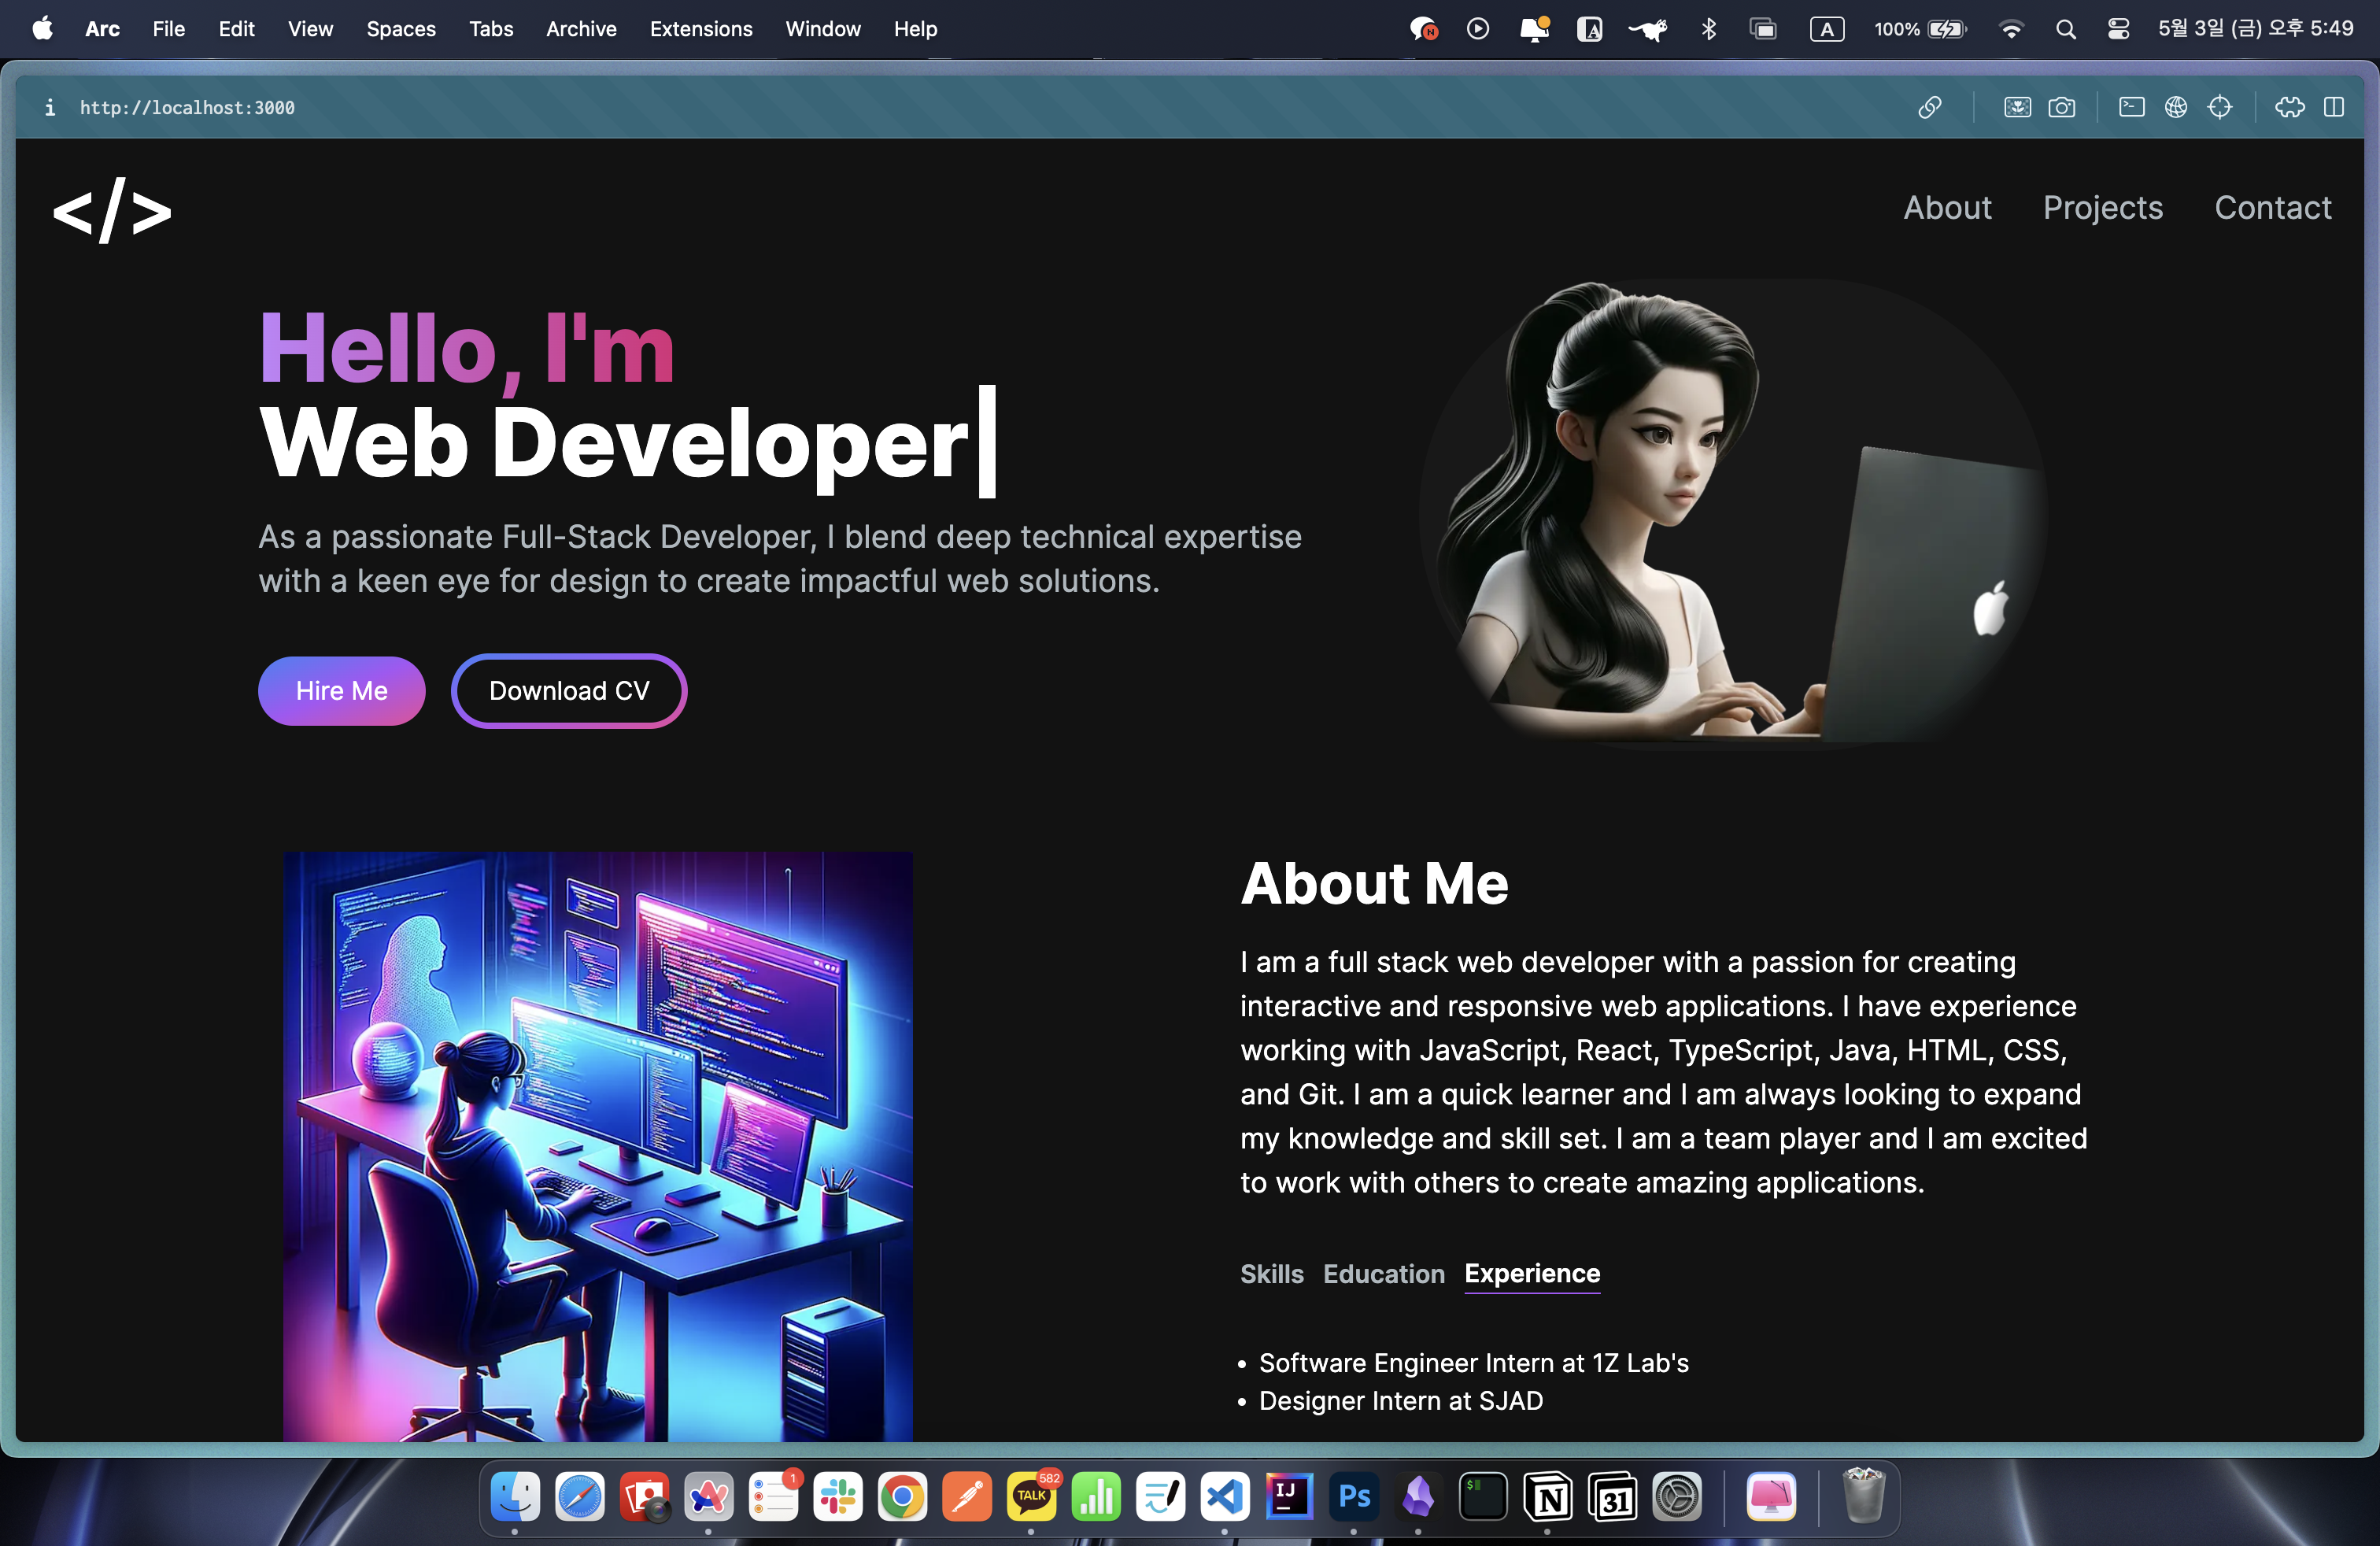 Arc File Edit View Spaces Tabs Archive Extensions Window Help
N A A 100% 5월 3일 (금) 오후 5:49
http://localhost:3000
</>
About Projects Contact
Hello, I'm
Web Developer
As a passionate Full-Stack Developer, I blend deep technical expertise
with a keen eye for design to create impactful web solutions.
Hire Me Download CV
About Me
I am a full stack web developer with a passion for creating
interactive and responsive web applications. I have experience
working with JavaScript, React, TypeScript, Java, HTML, CSS,
and Git. I am a quick learner and I am always looking to expand
my knowledge and skill set. I am a team player and I am excited
to work with others to create amazing applications.
Skills Education Experience
• Software Engineer Intern at 1Z Lab's
• Designer Intern at SJAD
1 TALK 582 IJ Ps $ N 31